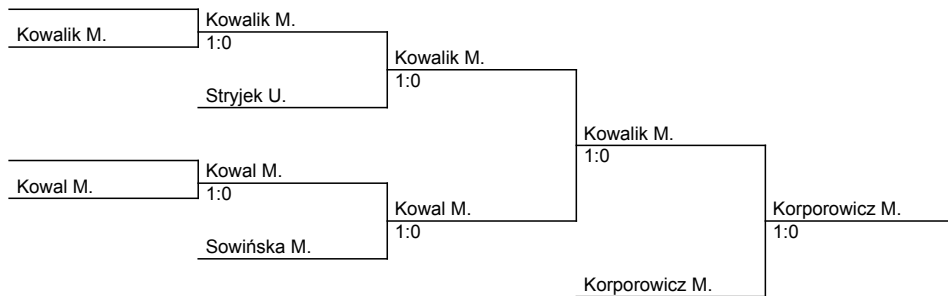 Kowalik M.
Kowalik M.
1:0
Stryjek U.
Kowalik M.
1:0
Kowal M.
Kowal M.
1:0
Sowińska M.
Kowal M.
1:0
Kowalik M.
1:0
Korporowicz M.
Korporowicz M.
1:0